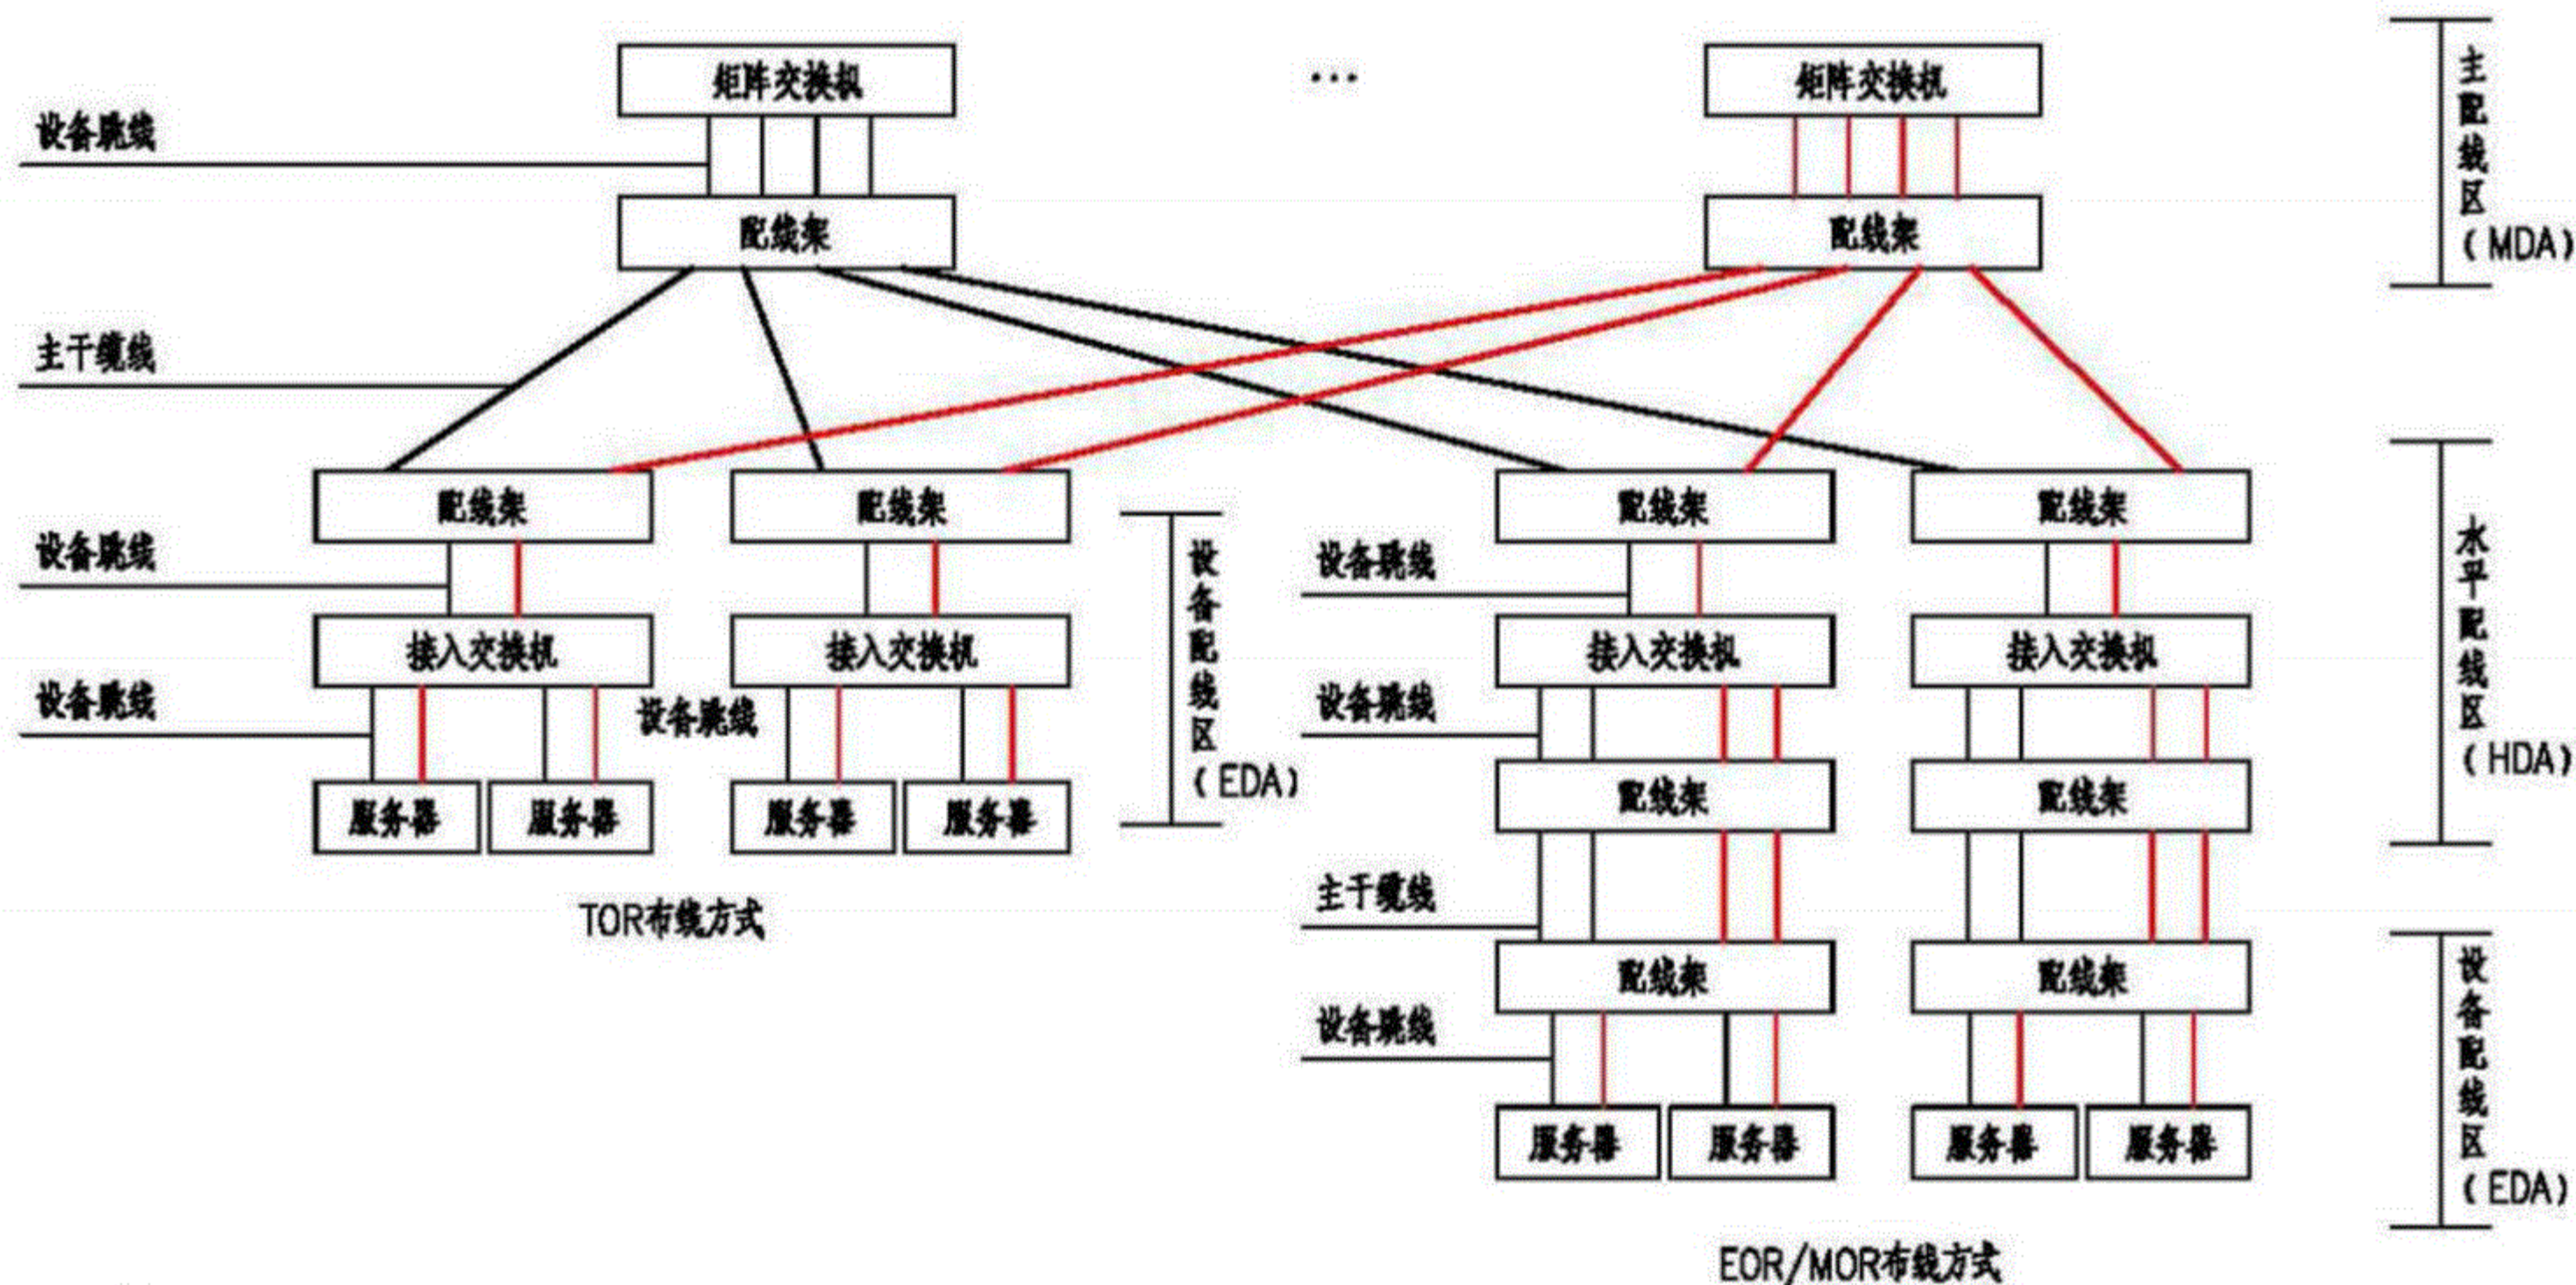 矩阵交换机
...
矩阵交换机
设备跳线
配线架
配线架
主配线区
(MDA)
主干缆线
配线架
配线架
配线架
配线架
设备跳线
设备跳线
接入交换机
接入交换机
接入交换机
接入交换机
设备配线区
(EDA)
水平配线区
(HDA)
设备跳线
设备跳线
设备跳线
服务器
服务器
服务器
服务器
配线架
配线架
TOR布线方式
主干缆线
配线架
配线架
设备跳线
服务器
服务器
服务器
服务器
设备配线区
(EDA)
EOR/MOR布线方式